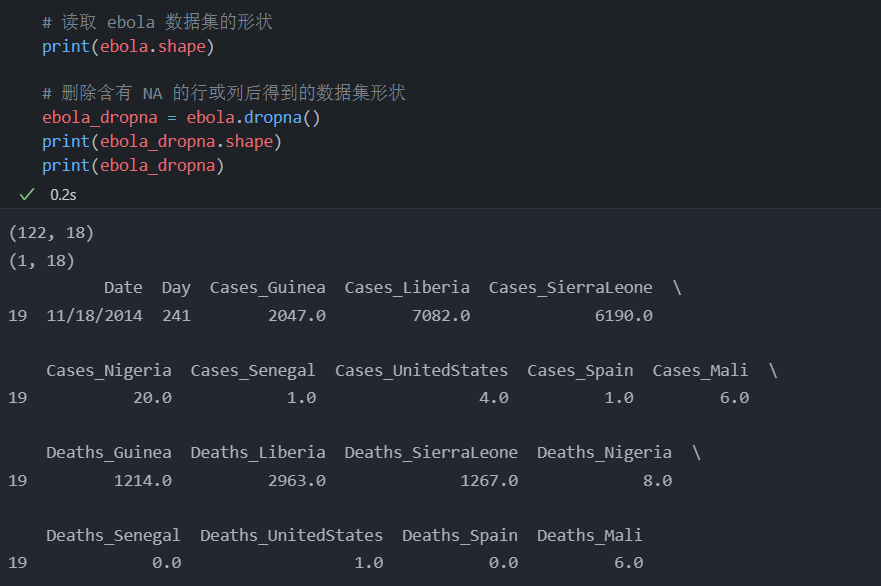 # 读取 ebola 数据集的形状
print(ebola.shape)
# 删除含有 NA 的行或列后得到的数据集形状
ebola_dropna = ebola.dropna()
print(ebola_dropna.shape)
print(ebola_dropna)
✓ 0.2s
(122, 18)
(1, 18)
Date Day Cases_Guinea Cases_Liberia Cases_SierraLeone \
19 11/18/2014 241 2047.0 7082.0 6190.0
Cases_Nigeria Cases_Senegal Cases_UnitedStates Cases_Spain Cases_Mali \
19 20.0 1.0 4.0 1.0 6.0
Deaths_Guinea Deaths_Liberia Deaths_SierraLeone Deaths_Nigeria \
19 1214.0 2963.0 1267.0 8.0
Deaths_Senegal Deaths_UnitedStates Deaths_Spain Deaths_Mali
19 0.0 1.0 0.0 6.0